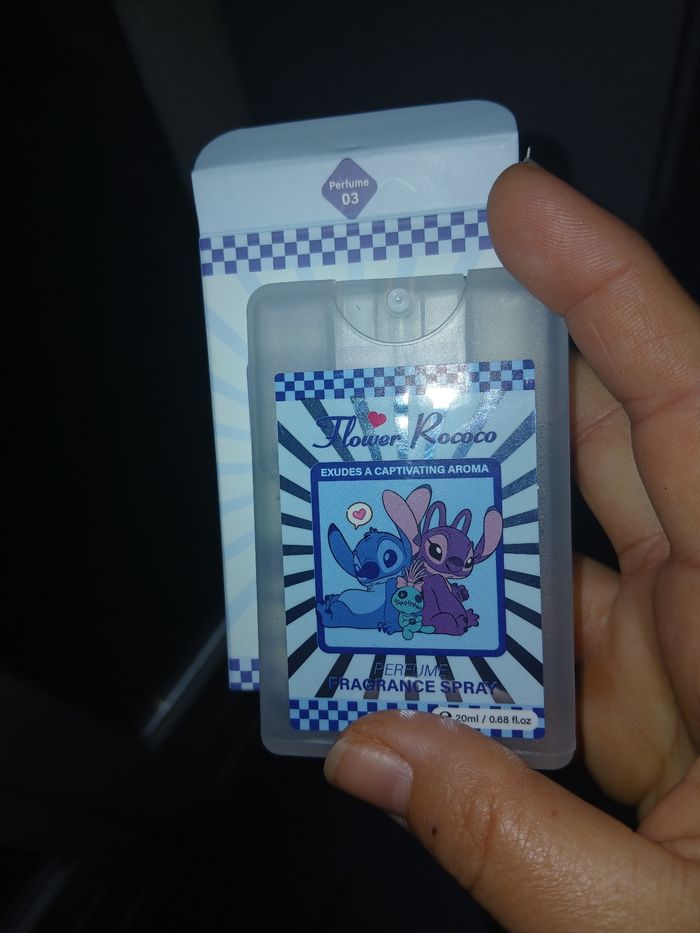 Perfume
03
Flower Rococo
EXUDES A CAPTIVATING AROMA
PERFUME
FRAGRANCE SPRAY
20ml / 0.68 fl.oz